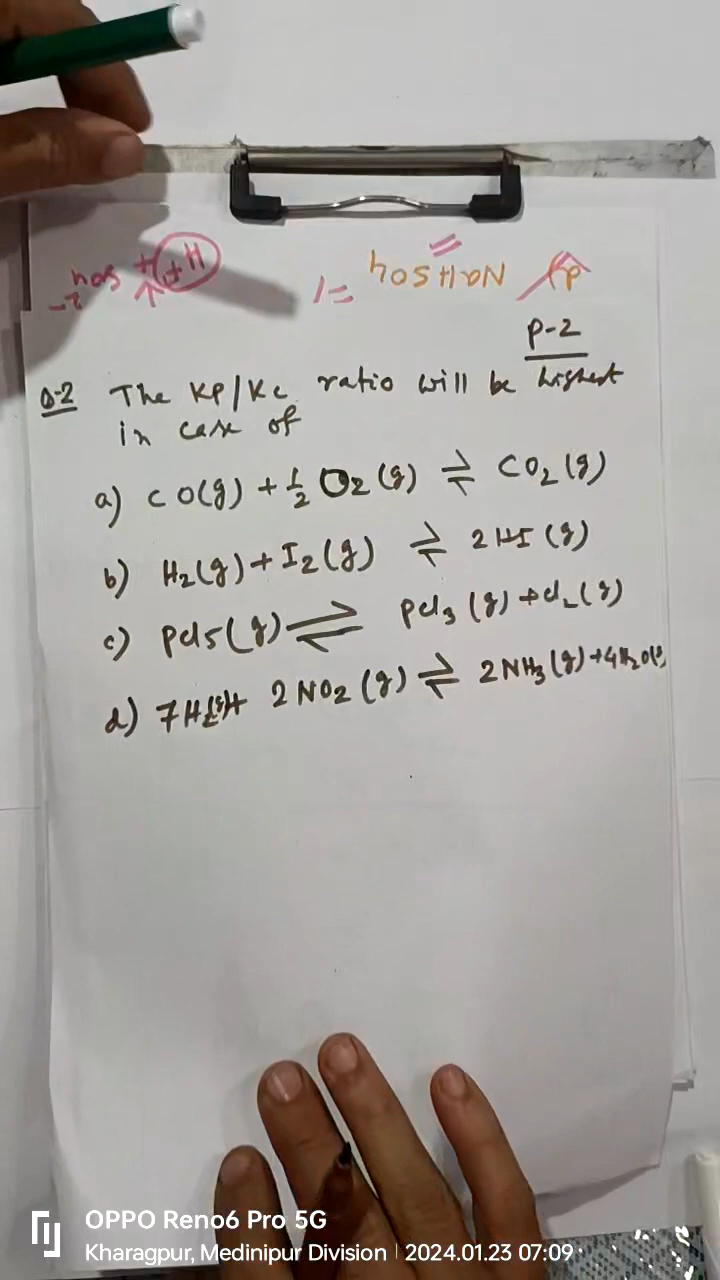 P-2
Q-2 The KP/Kc ratio will be highest
in case of
a) CO(g) + 1/2 O2 (g) ⇌ CO2 (g)
b) H2(g) + I2(g) ⇌ 2HI (g)
c) PCl5(g) ⇌ PCl3 (g) + Cl2(g)
d) 7H2(g)+ 2NO2 (g) ⇌ 2NH3 (g) + 4H2O(g)
OPPO Reno6 Pro 5G
Kharagpur, Medinipur Division | 2024.01.23 07:09